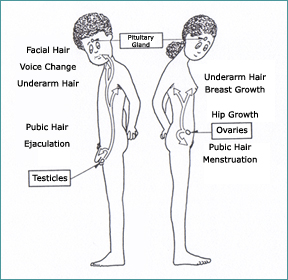 Pituitary
Gland
Facial Hair
Voice Change
Underarm Hair
Pubic Hair
Ejaculation
Testicles
Underarm Hair
Breast Growth
Hip Growth
Ovaries
Pubic Hair
Menstruation